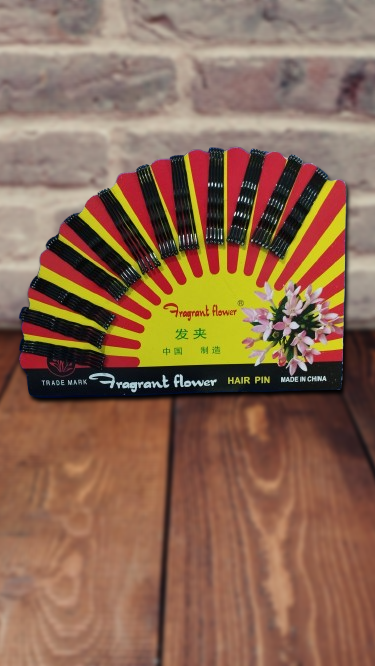 Fragrant flower ®
发夹
中国 制造
TRADE MARK Fragrant flower HAIR PIN MADE IN CHINA